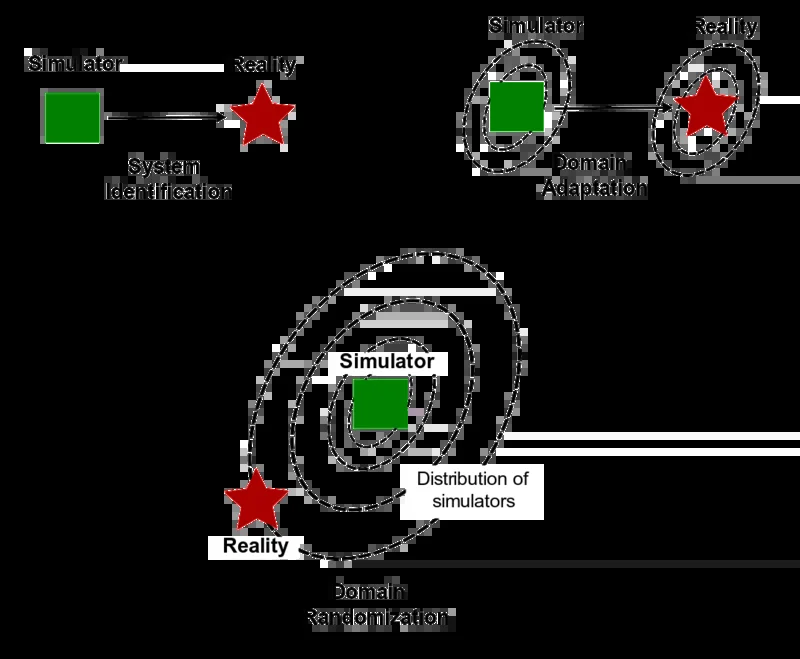 Simulator
Reality
System
Identification
Simulator
Reality
Domain
Adaptation
Simulator
Distribution of
simulators
Reality
Domain
Randomization